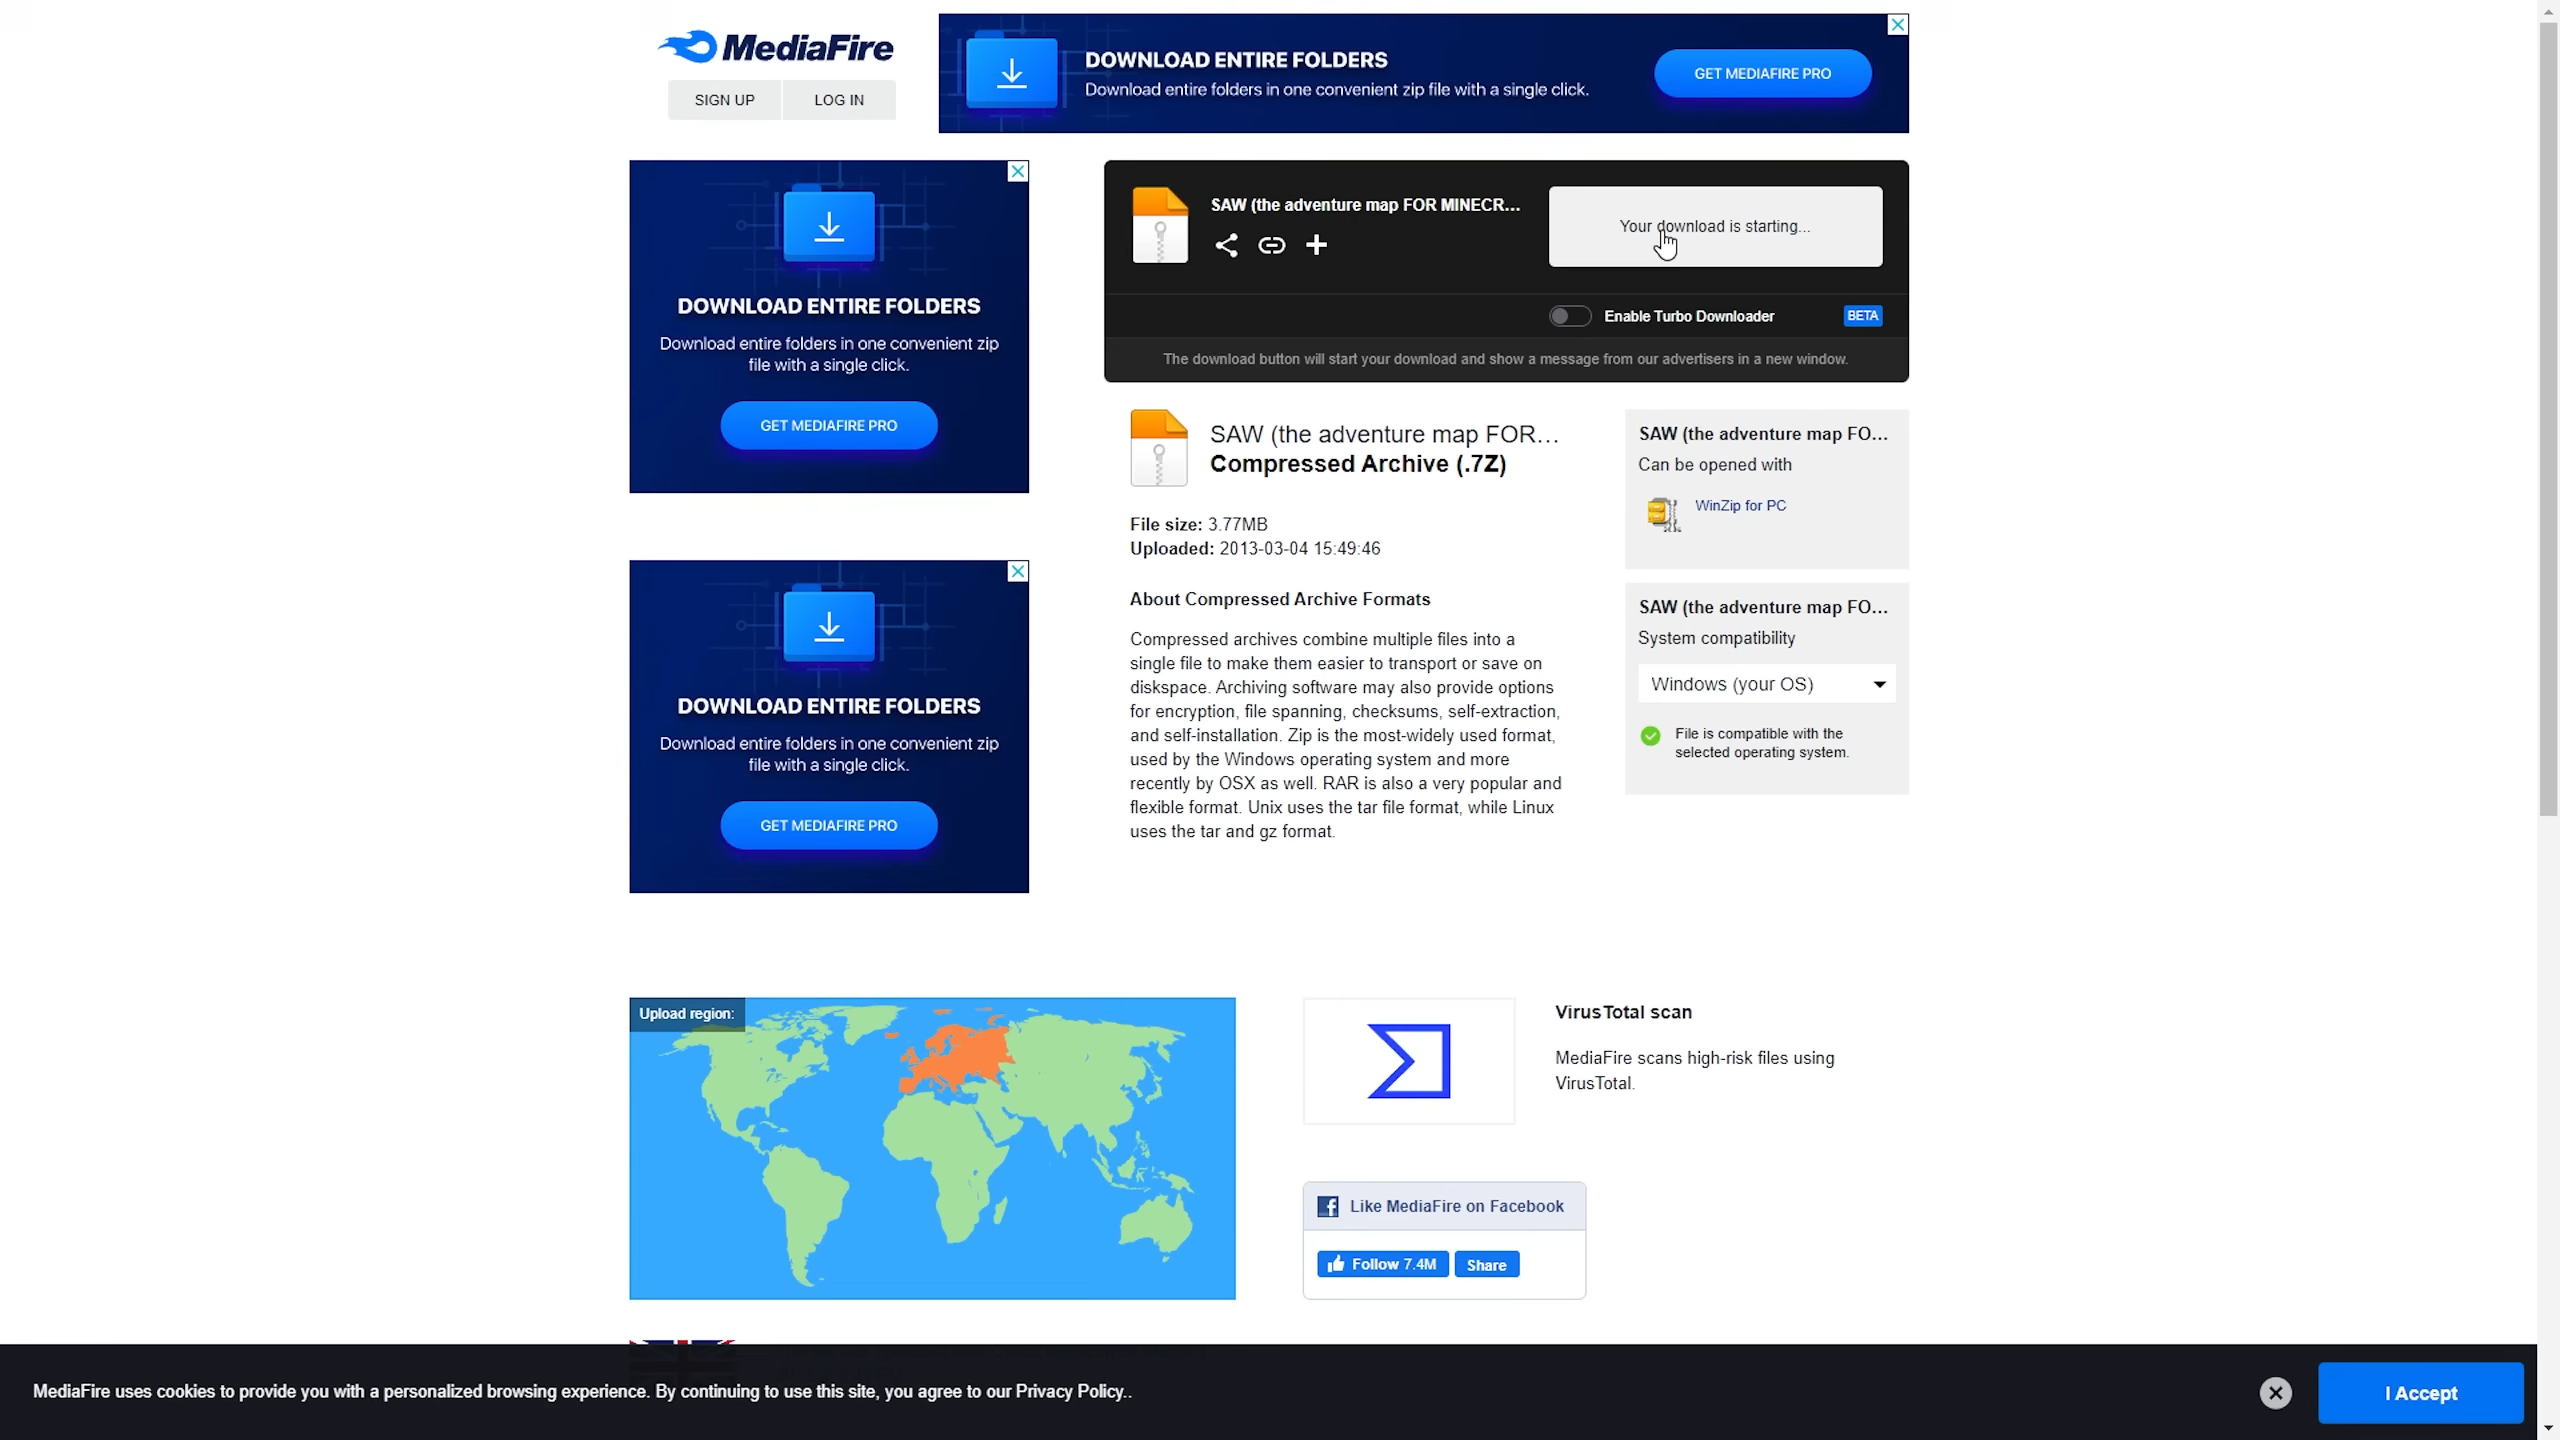 MediaFire
SIGN UP
LOG IN
DOWNLOAD ENTIRE FOLDERS
Download entire folders in one convenient zip file with a single click.
GET MEDIAFIRE PRO
DOWNLOAD ENTIRE FOLDERS
Download entire folders in one convenient zip
file with a single click.
GET MEDIAFIRE PRO
SAW (the adventure map FOR MINECR...
Your download is starting...
Enable Turbo Downloader
BETA
The download button will start your download and show a message from our advertisers in a new window.
SAW (the adventure map FOR...
Compressed Archive (.7Z)
File size: 3.77MB
Uploaded: 2013-03-04 15:49:46
About Compressed Archive Formats
Compressed archives combine multiple files into a
single file to make them easier to transport or save on
diskspace. Archiving software may also provide options
for encryption, file spanning, checksums, self-extraction,
and self-installation. Zip is the most-widely used format,
used by the Windows operating system and more
recently by OSX as well. RAR is also a very popular and
flexible format. Unix uses the tar file format, while Linux
uses the tar and gz format.
SAW (the adventure map FO...
Can be opened with
WinZip for PC
SAW (the adventure map FO...
System compatibility
Windows (your OS)
File is compatible with the
selected operating system.
DOWNLOAD ENTIRE FOLDERS
Download entire folders in one convenient zip
file with a single click.
GET MEDIAFIRE PRO
Upload region:
VirusTotal scan
MediaFire scans high-risk files using
VirusTotal.
Like MediaFire on Facebook
Follow 7.4M
Share
MediaFire uses cookies to provide you with a personalized browsing experience. By continuing to use this site, you agree to our Privacy Policy..
I Accept